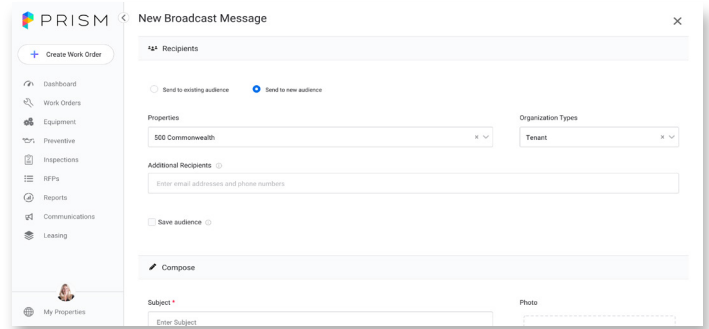 PRISM
New Broadcast Message
Create Work Order
Dashboard
Work Orders
Equipment
Preventive
Inspections
RFPs
Reports
Communications
Leasing
My Properties
Recipients
Send to existing audience
Send to new audience
Properties
Organization Types
500 Commonwealth
Tenant
Additional Recipients
Enter email addresses and phone numbers
Save audience
Compose
Subject *
Photo
Enter Subject